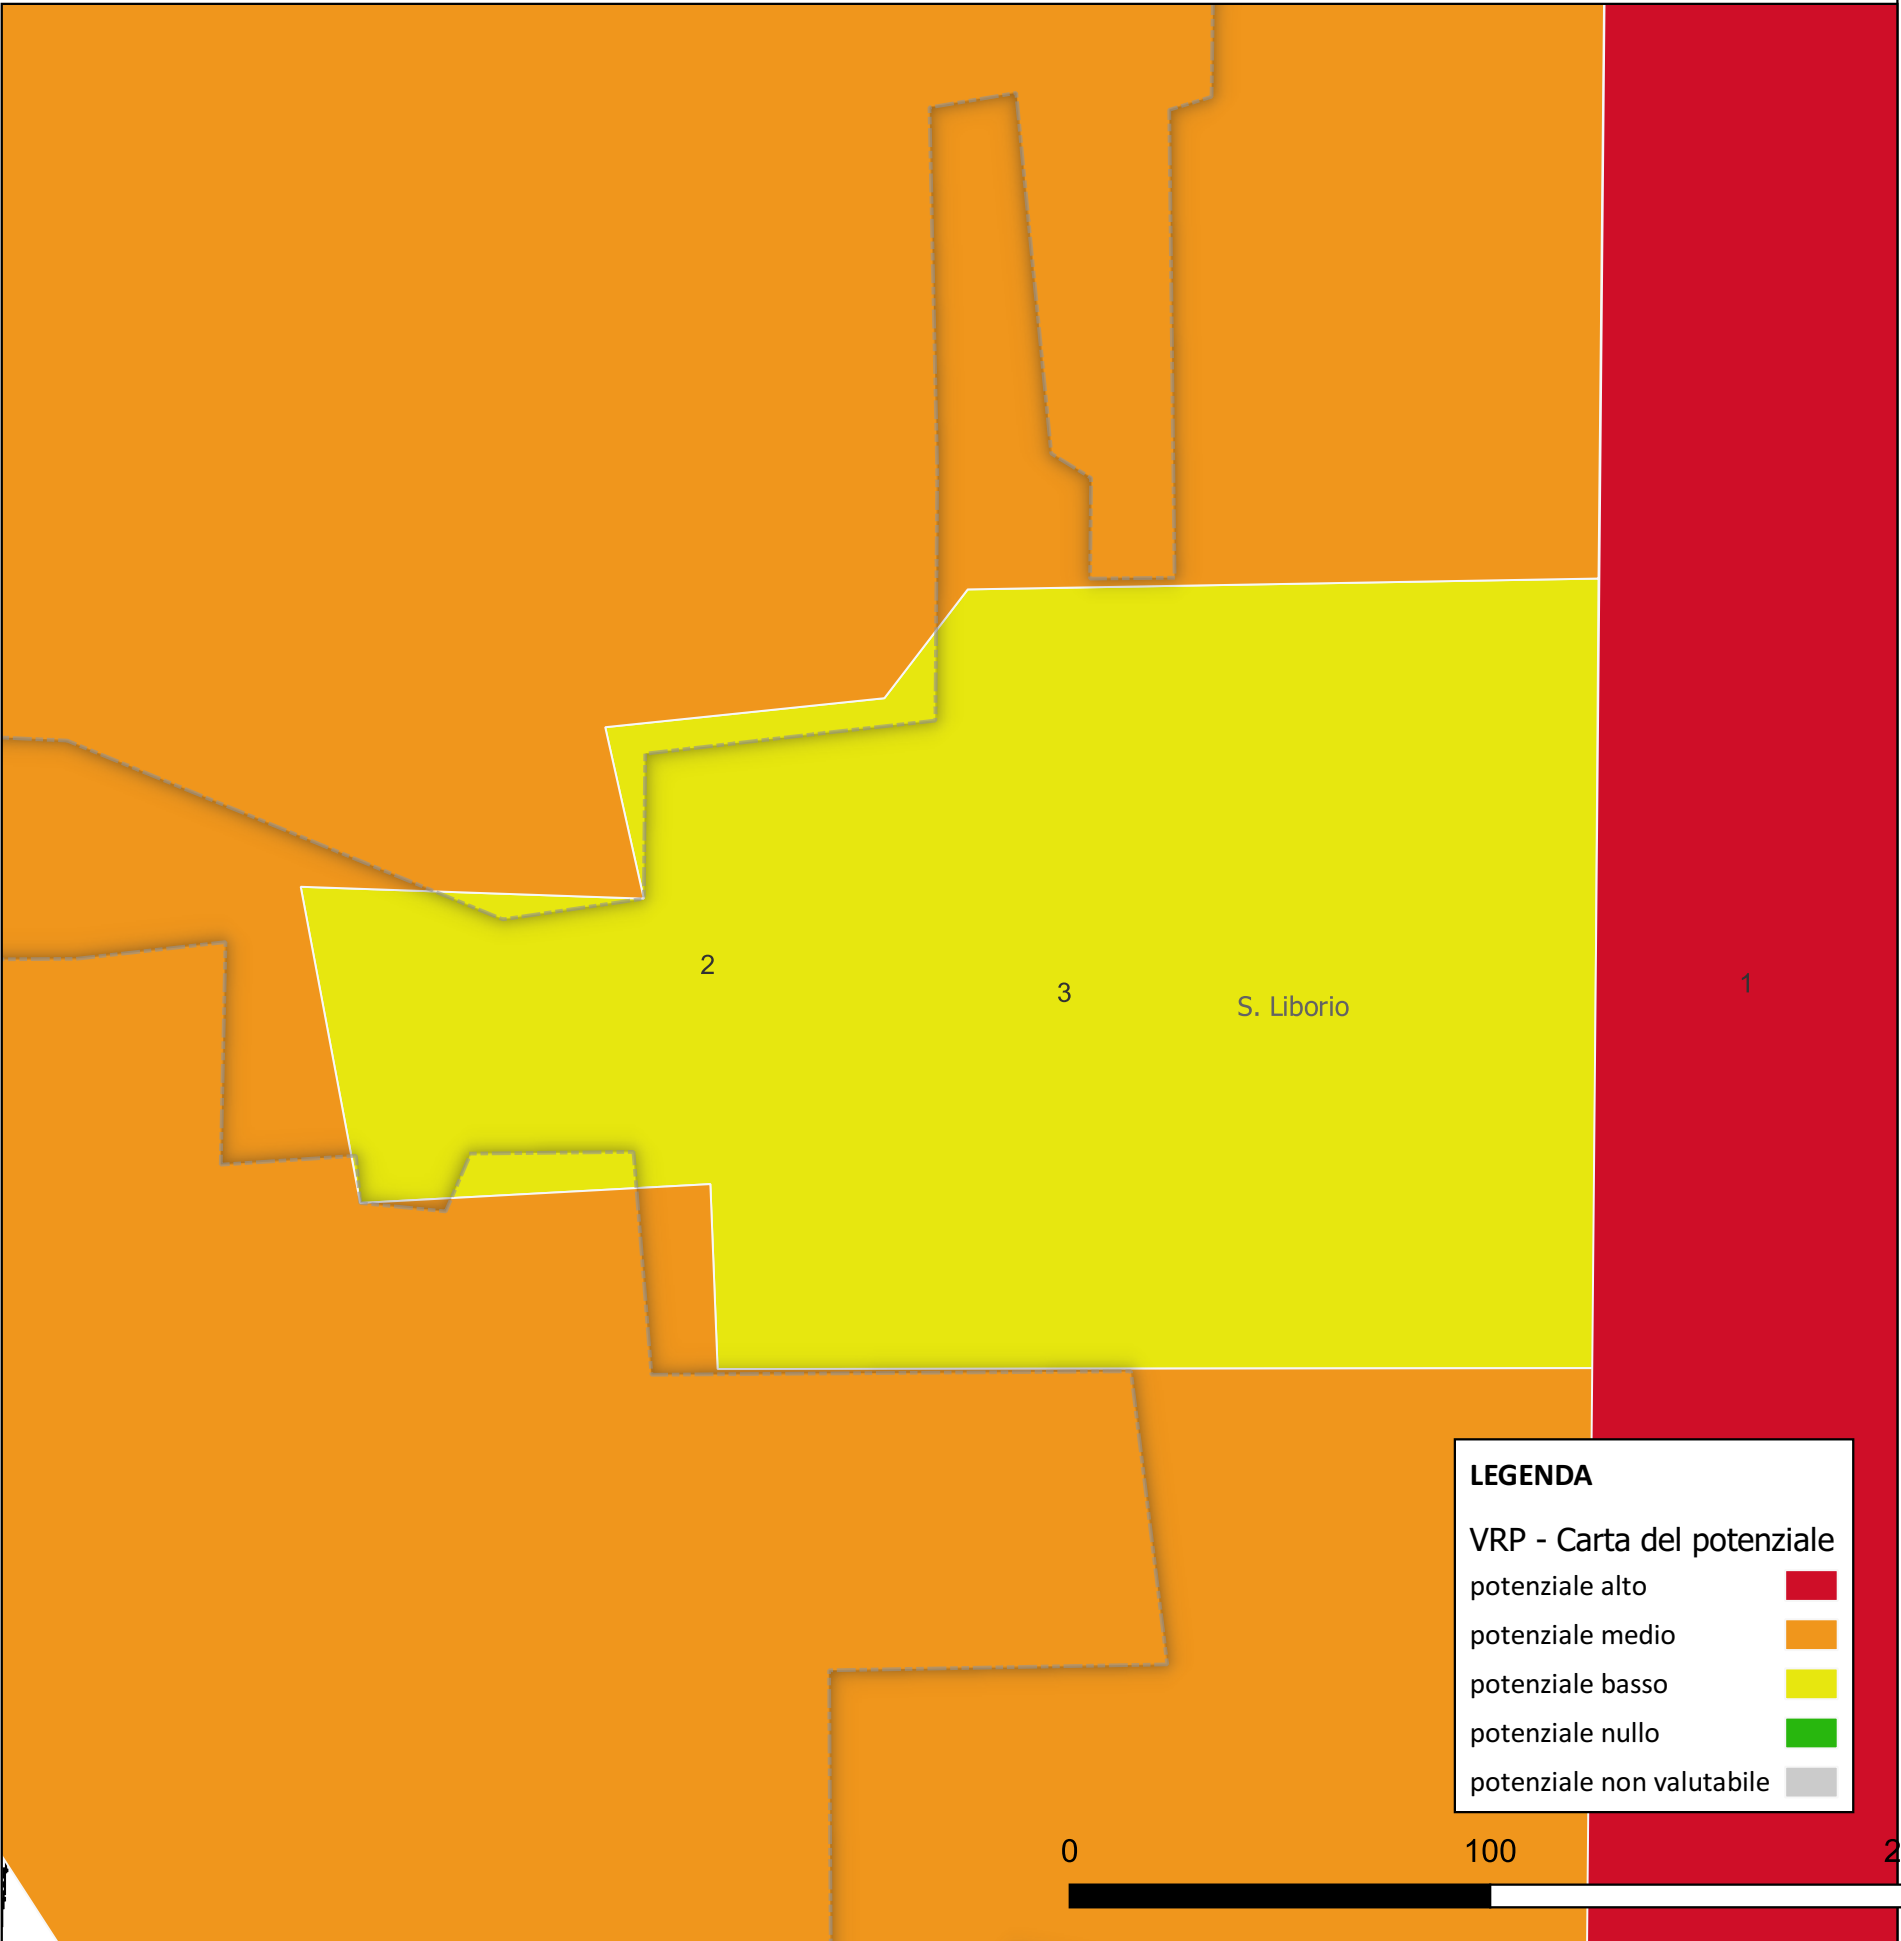 2
3
S. Liborio
1
LEGENDA
VRP - Carta del potenziale
potenziale alto
potenziale medio
potenziale basso
potenziale nullo
potenziale non valutabile
0 100 2